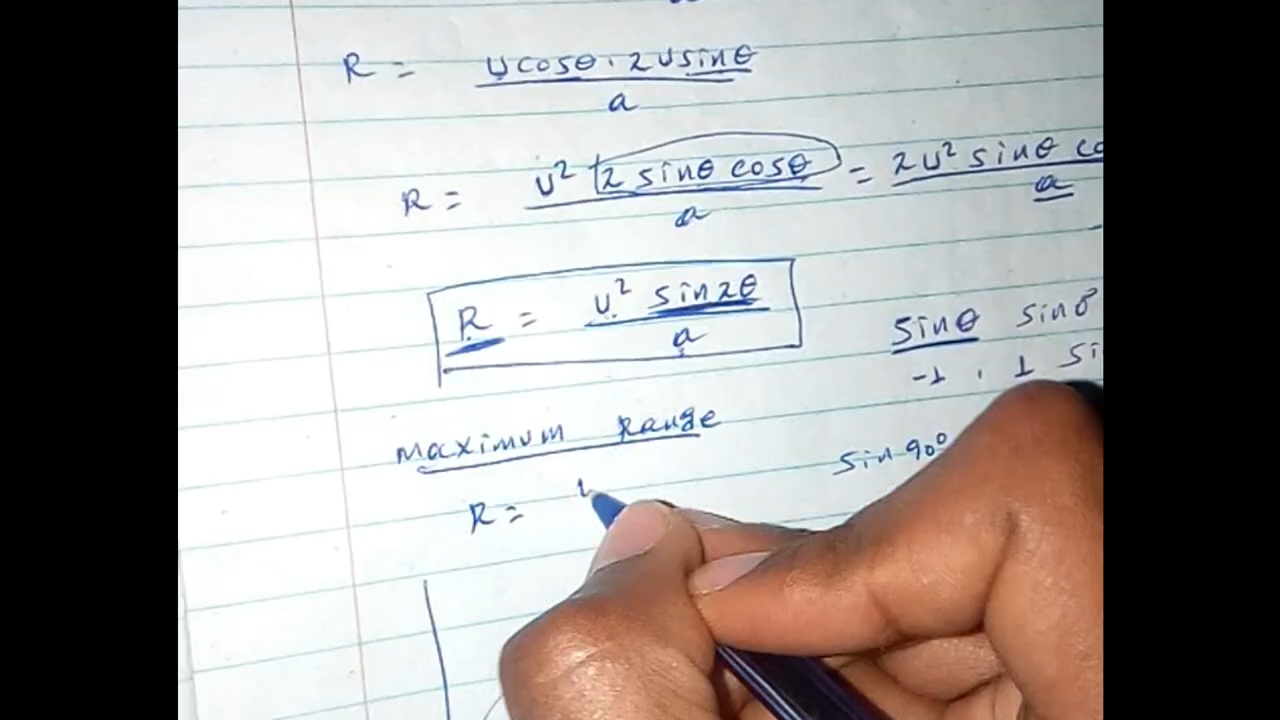 R = ucosθ . 2usinθ / a
R = u² 2 sinθ cosθ / a = 2u² sinθ / a
R = u² sin2θ / a
sinθ sinθ
-1 , 1
Maximum Range
sin 90°
R =